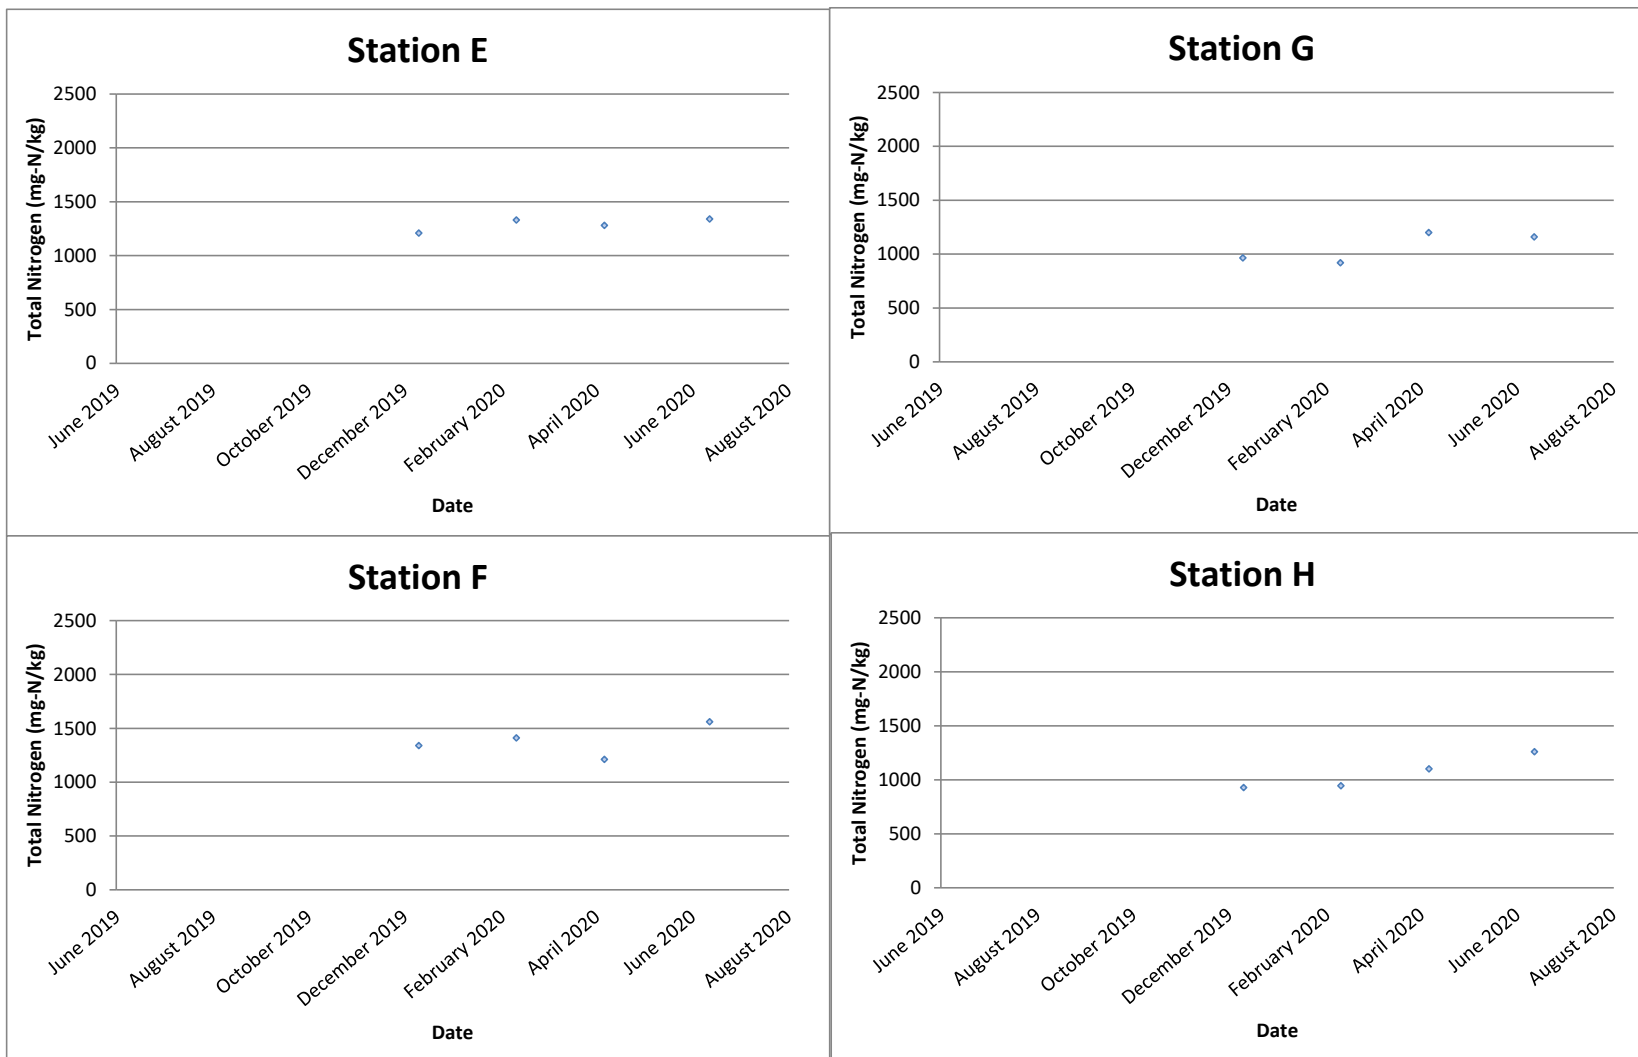 Station E
Total Nitrogen (mg-N/kg)
2500
2000
1500
1000
500
0
June 2019
August 2019
October 2019
December 2019
February 2020
April 2020
June 2020
August 2020
Date
Station G
Total Nitrogen (mg-N/kg)
2500
2000
1500
1000
500
0
June 2019
August 2019
October 2019
December 2019
February 2020
April 2020
June 2020
August 2020
Date
Station F
Total Nitrogen (mg-N/kg)
2500
2000
1500
1000
500
0
June 2019
August 2019
October 2019
December 2019
February 2020
April 2020
June 2020
August 2020
Date
Station H
Total Nitrogen (mg-N/kg)
2500
2000
1500
1000
500
0
June 2019
August 2019
October 2019
December 2019
February 2020
April 2020
June 2020
August 2020
Date